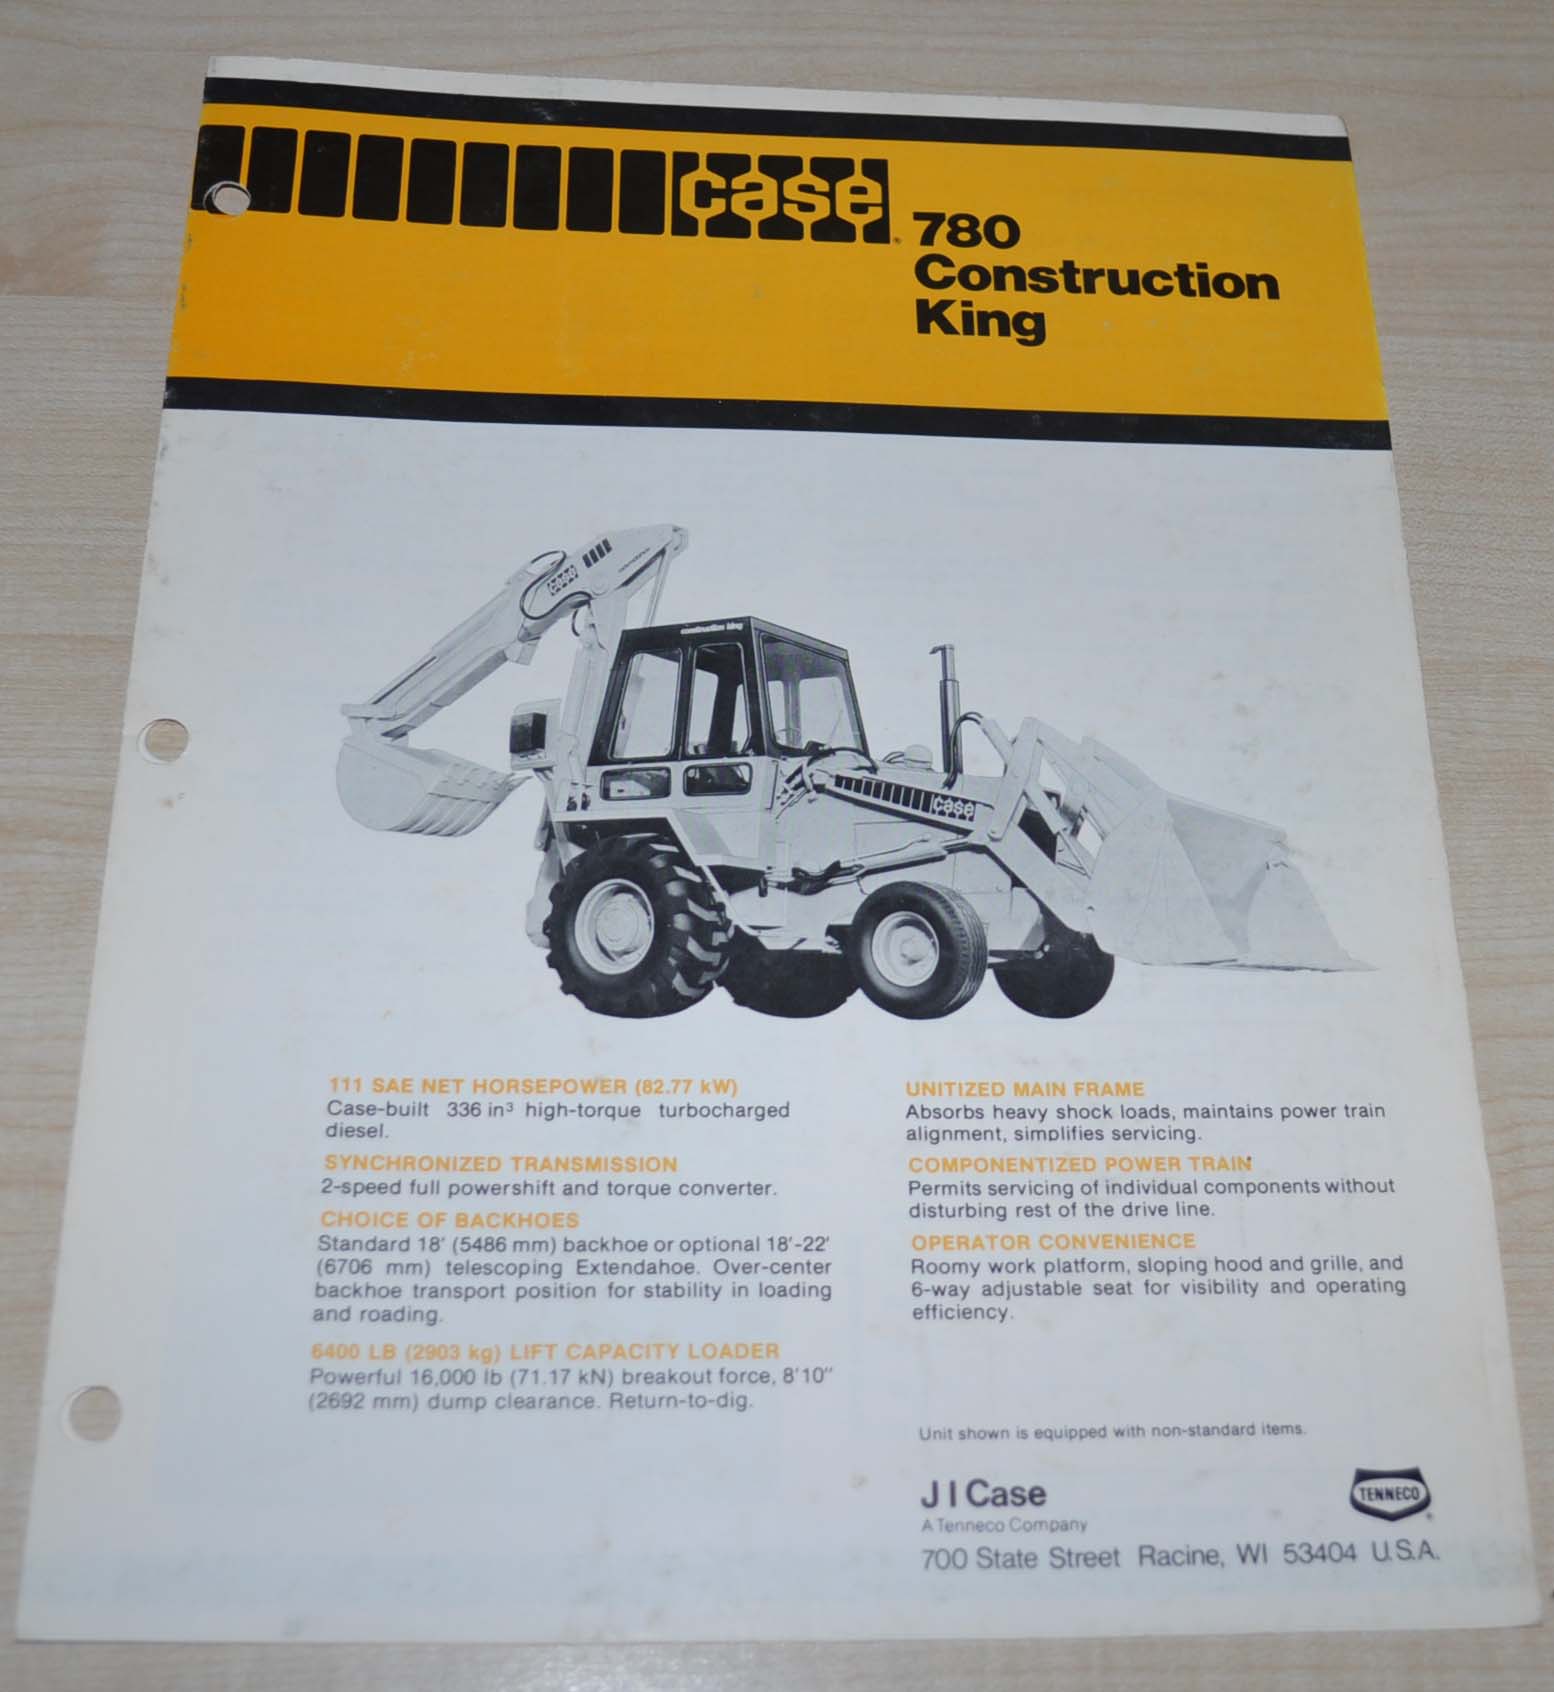 case
780
Construction
King
case
construction king
case
111 SAE NET HORSEPOWER (82.77 kW)
Case-built 336 in³ high-torque turbocharged
diesel.
SYNCHRONIZED TRANSMISSION
2-speed full powershift and torque converter.
CHOICE OF BACKHOES
Standard 18' (5486 mm) backhoe or optional 18'-22'
(6706 mm) telescoping Extendahoe. Over-center
backhoe transport position for stability in loading
and roading.
6400 LB (2903 kg) LIFT CAPACITY LOADER
Powerful 16,000 lb (71.17 kN) breakout force, 8'10"
(2692 mm) dump clearance. Return-to-dig.
UNITIZED MAIN FRAME
Absorbs heavy shock loads, maintains power train
alignment, simplifies servicing.
COMPONENTIZED POWER TRAIN
Permits servicing of individual components without
disturbing rest of the drive line.
OPERATOR CONVENIENCE
Roomy work platform, sloping hood and grille, and
6-way adjustable seat for visibility and operating
efficiency.
Unit shown is equipped with non-standard items.
J I Case
A Tenneco Company
TENNECO
700 State Street Racine, WI 53404 U.S.A.